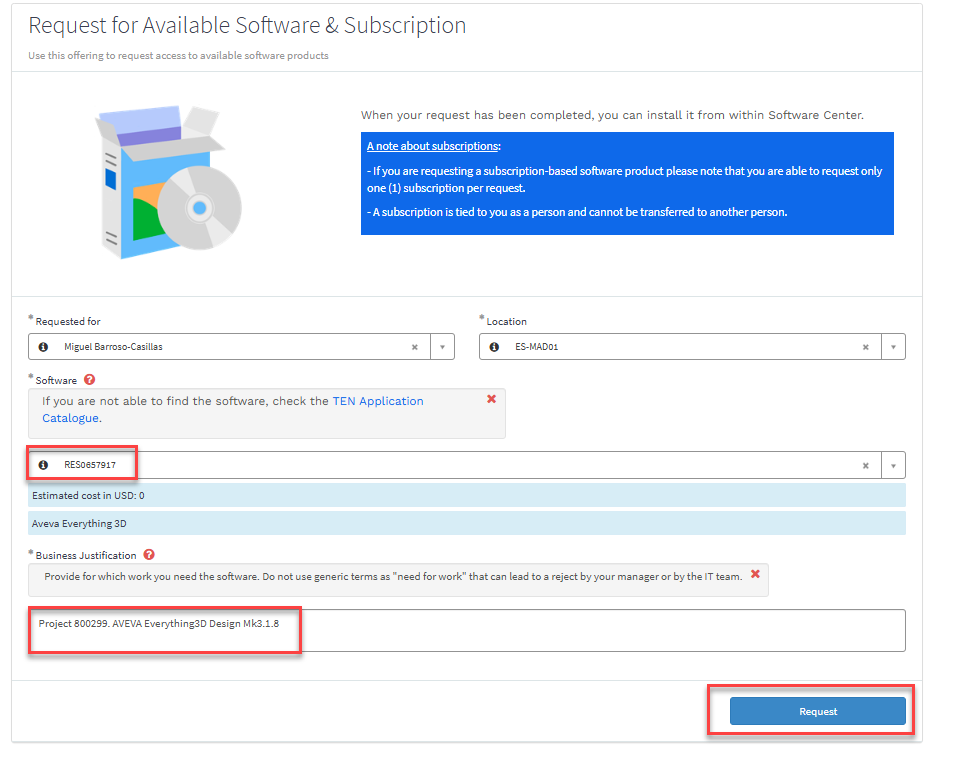 Request for Available Software & Subscription
Use this offering to request access to available software products
When your request has been completed, you can install it from within Software Center.
A note about subscriptions:
- If you are requesting a subscription-based software product please note that you are able to request only
one (1) subscription per request.
- A subscription is tied to you as a person and cannot be transferred to another person.
* Requested for
Miguel Barroso-Casillas
* Location
ES-MAD01
* Software
If you are not able to find the software, check the TEN Application
Catalogue.
RES0657917
Estimated cost in USD: 0
Aveva Everything 3D
* Business Justification
Provide for which work you need the software. Do not use generic terms as "need for work" that can lead to a reject by your manager or by the IT team.
Project 800299. AVEVA Everything3D Design Mk3.1.8
Request